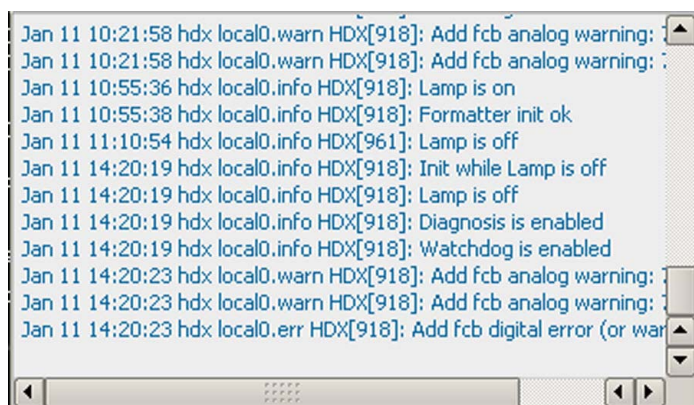 Jan 11 10:21:58 hdx local0.warn HDX[918]: Add fcb analog warning:
Jan 11 10:21:58 hdx local0.warn HDX[918]: Add fcb analog warning:
Jan 11 10:55:36 hdx local0.info HDX[918]: Lamp is on
Jan 11 10:55:38 hdx local0.info HDX[918]: Formatter init ok
Jan 11 11:10:54 hdx local0.info HDX[961]: Lamp is off
Jan 11 14:20:19 hdx local0.info HDX[918]: Init while Lamp is off
Jan 11 14:20:19 hdx local0.info HDX[918]: Lamp is off
Jan 11 14:20:19 hdx local0.info HDX[918]: Diagnosis is enabled
Jan 11 14:20:19 hdx local0.info HDX[918]: Watchdog is enabled
Jan 11 14:20:23 hdx local0.warn HDX[918]: Add fcb analog warning:
Jan 11 14:20:23 hdx local0.warn HDX[918]: Add fcb analog warning:
Jan 11 14:20:23 hdx local0.err HDX[918]: Add fcb digital error (or war